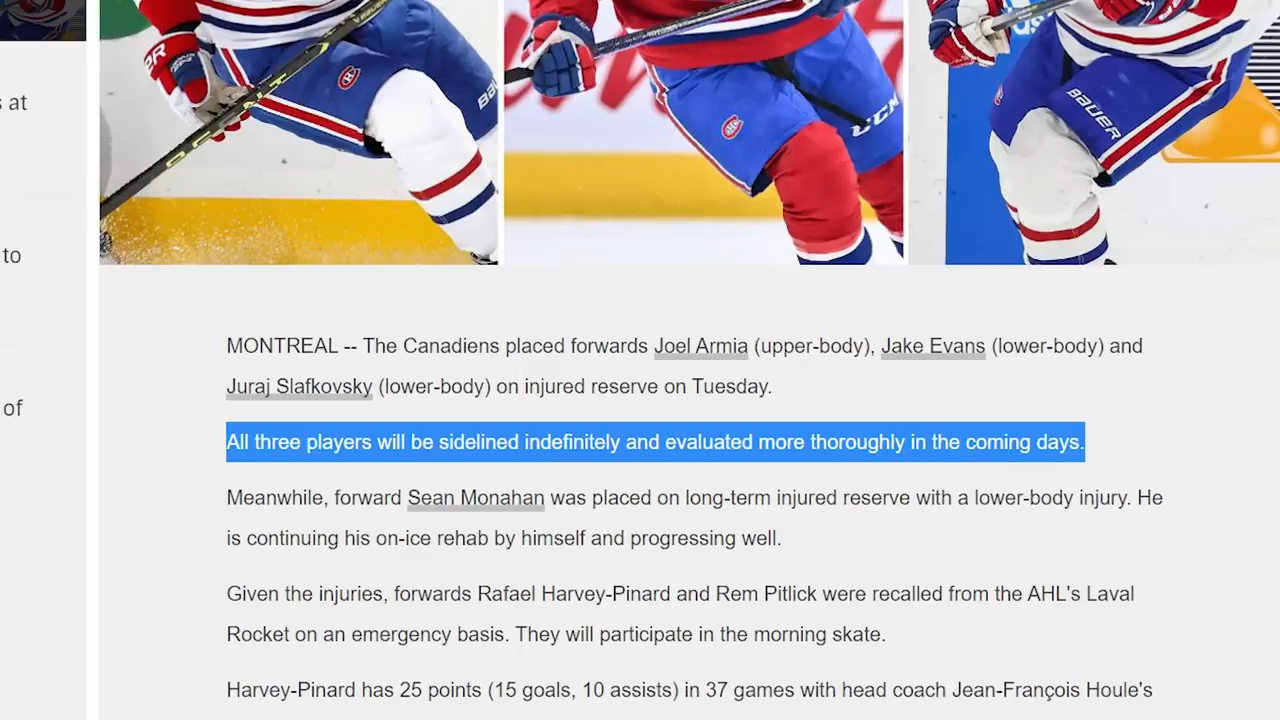 BAUER
CCM
BAUER
s at
to
of
MONTREAL -- The Canadiens placed forwards Joel Armia (upper-body), Jake Evans (lower-body) and
Juraj Slafkovsky (lower-body) on injured reserve on Tuesday.
All three players will be sidelined indefinitely and evaluated more thoroughly in the coming days.
Meanwhile, forward Sean Monahan was placed on long-term injured reserve with a lower-body injury. He
is continuing his on-ice rehab by himself and progressing well.
Given the injuries, forwards Rafael Harvey-Pinard and Rem Pitlick were recalled from the AHL's Laval
Rocket on an emergency basis. They will participate in the morning skate.
Harvey-Pinard has 25 points (15 goals, 10 assists) in 37 games with head coach Jean-François Houle's